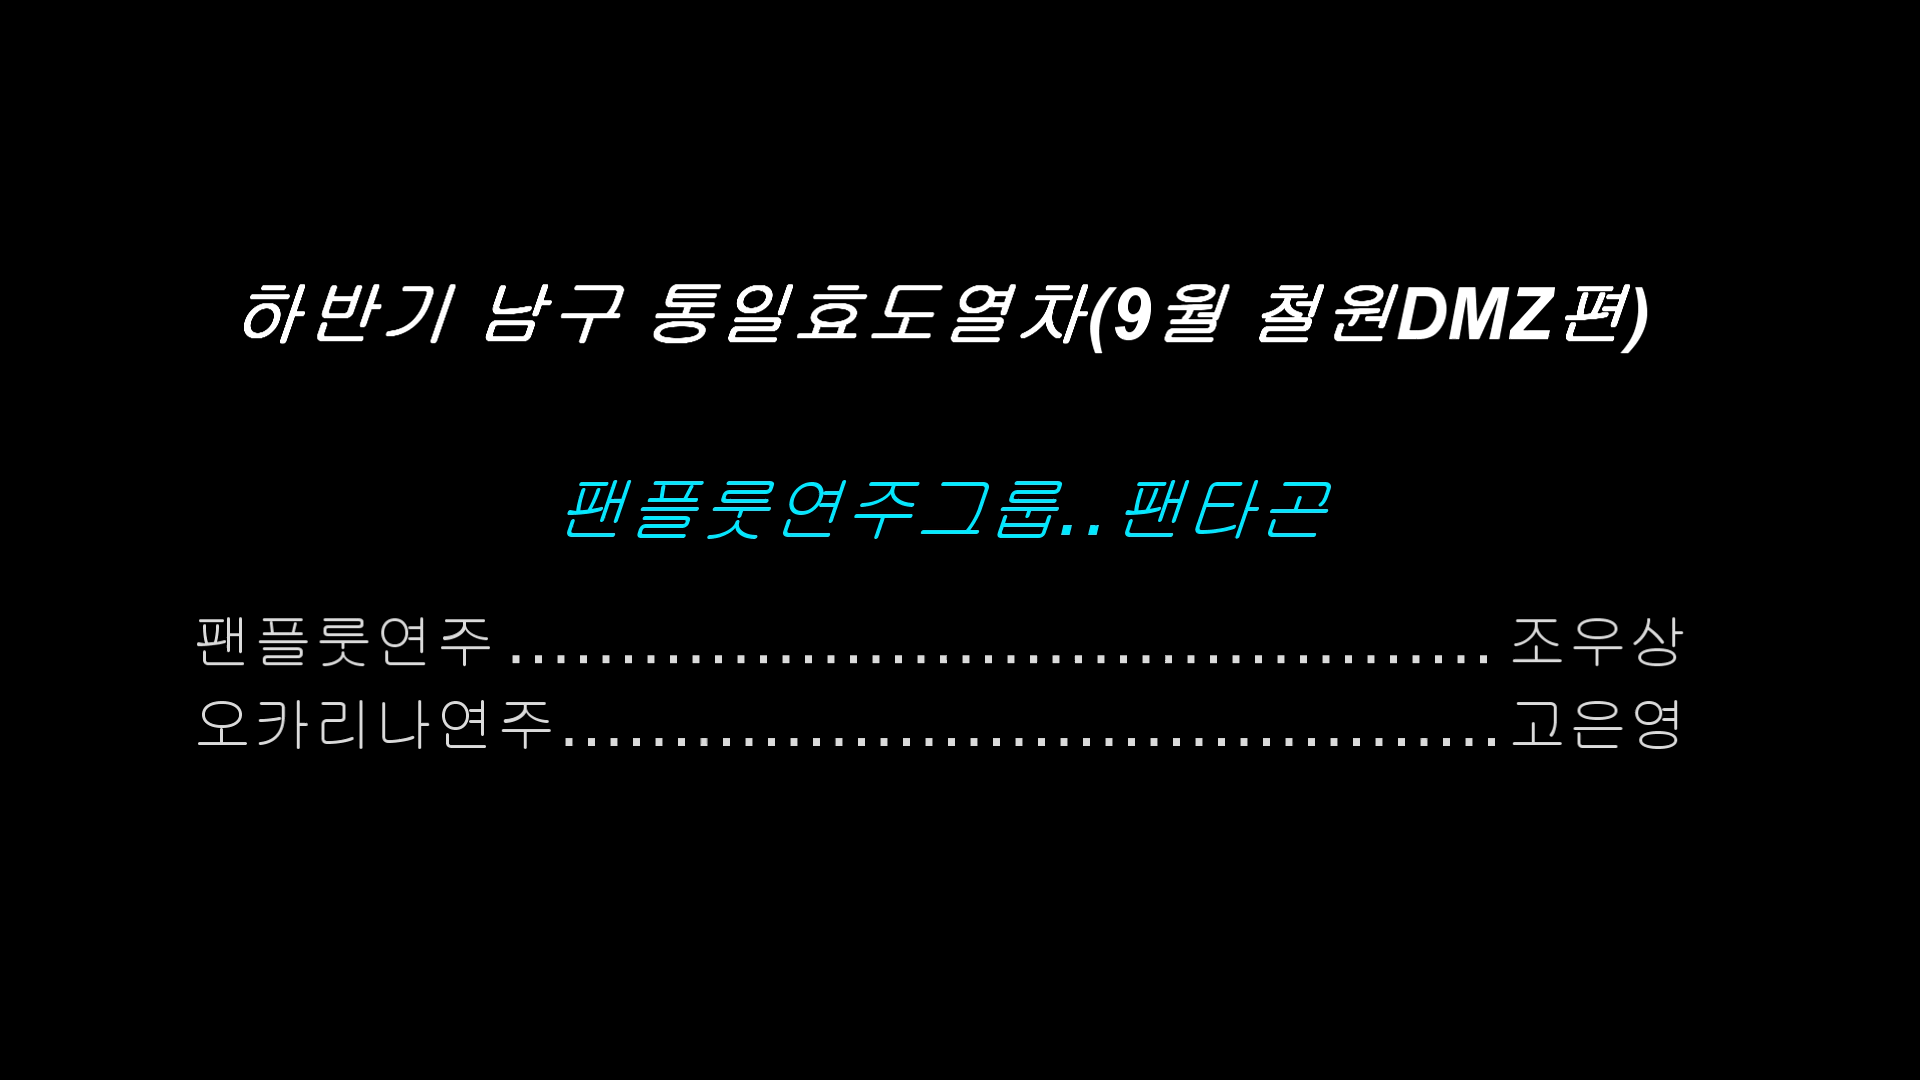 하반기 남구 통일효도열차(9월 철원DMZ편)
팬플룻연주그룹..팬타곤
팬플룻연주 ............................................ 조우상
오카리나연주..........................................고은영